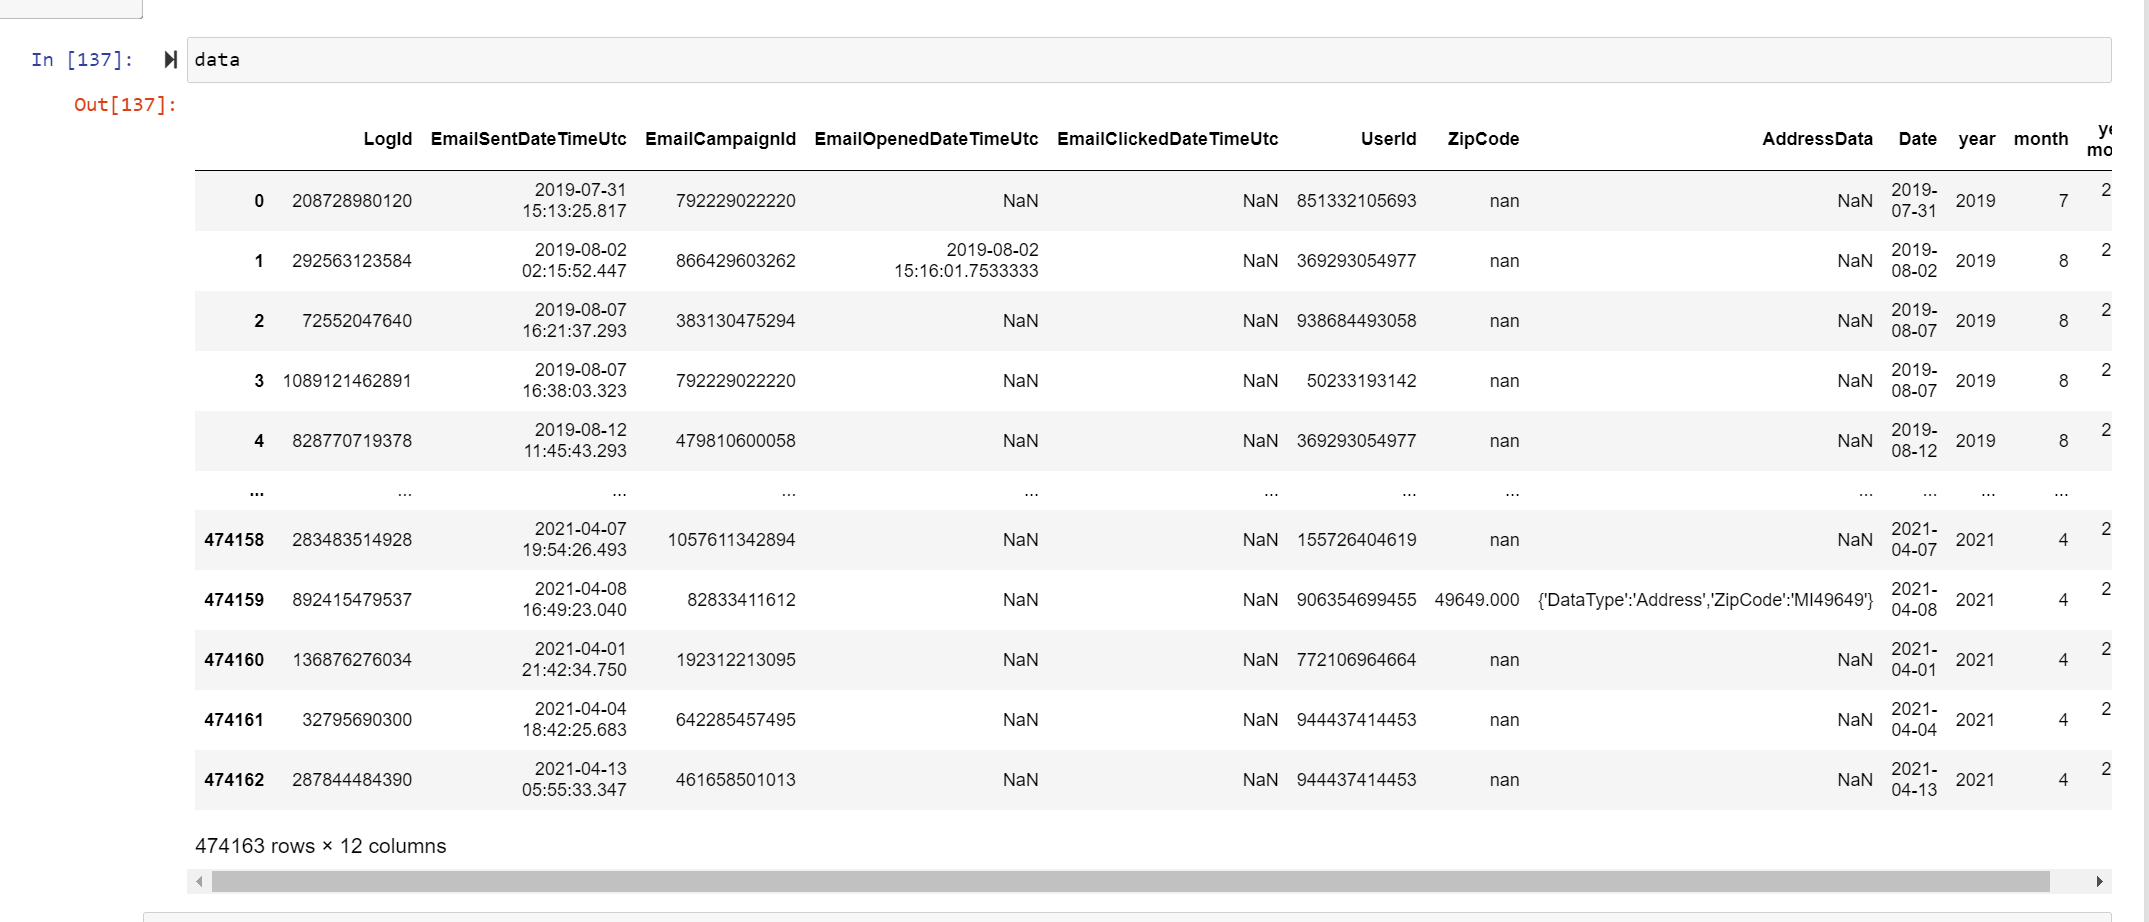 In [137]: data
Out[137]:
LogId EmailSentDateTimeUtc EmailCampaignId EmailOpenedDateTimeUtc EmailClickedDateTimeUtc UserId ZipCode AddressData Date year month
0 208728980120 2019-07-31 15:13:25.817 792229022220 NaN NaN 851332105693 nan NaN 2019-07-31 2019 7
1 292563123584 2019-08-02 02:15:52.447 866429603262 2019-08-02 15:16:01.7533333 NaN 369293054977 nan NaN 2019-08-02 2019 8
2 72552047640 2019-08-07 16:21:37.293 383130475294 NaN NaN 938684493058 nan NaN 2019-08-07 2019 8
3 1089121462891 2019-08-07 16:38:03.323 792229022220 NaN NaN 50233193142 nan NaN 2019-08-07 2019 8
4 828770719378 2019-08-12 11:45:43.293 479810600058 NaN NaN 369293054977 nan NaN 2019-08-12 2019 8
... ... ... ... ... ... ... ... ... ... ... ...
474158 283483514928 2021-04-07 19:54:26.493 1057611342894 NaN NaN 155726404619 nan NaN 2021-04-07 2021 4
474159 892415479537 2021-04-08 16:49:23.040 82833411612 NaN NaN 906354699455 49649.000 {'DataType':'Address','ZipCode':'MI49649'} 2021-04-08 2021 4
474160 136876276034 2021-04-01 21:42:34.750 192312213095 NaN NaN 772106964664 nan NaN 2021-04-01 2021 4
474161 32795690300 2021-04-04 18:42:25.683 642285457495 NaN NaN 944437414453 nan NaN 2021-04-04 2021 4
474162 287844484390 2021-04-13 05:55:33.347 461658501013 NaN NaN 944437414453 nan NaN 2021-04-13 2021 4
474163 rows × 12 columns